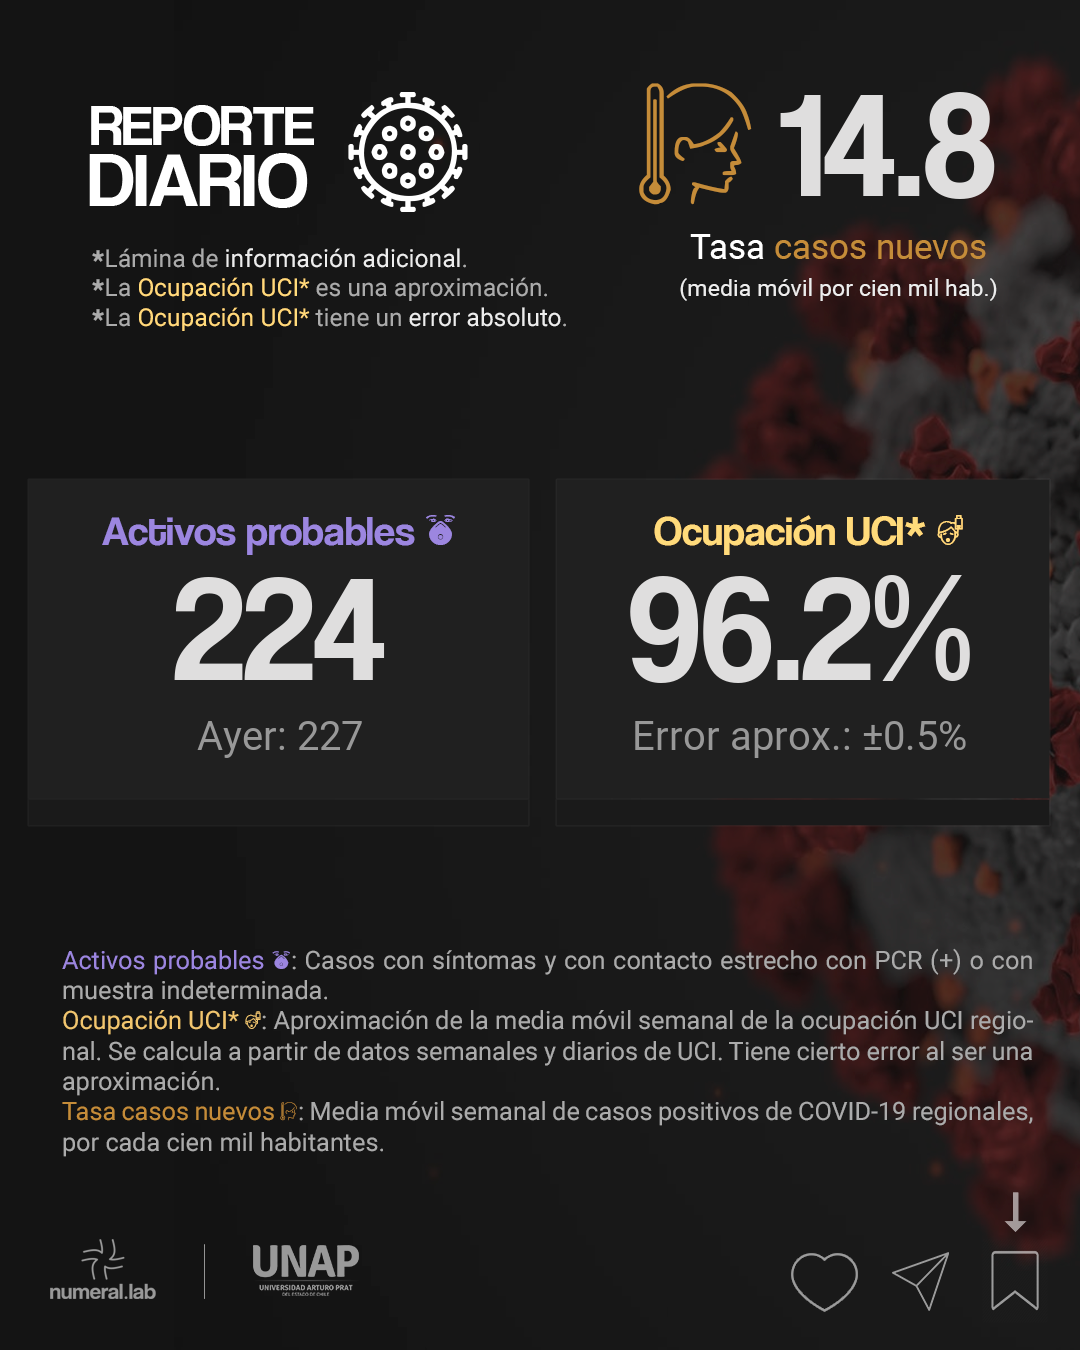 REPORTE
DIARIO
*Lámina de información adicional.
*La Ocupación UCI* es una aproximación.
*La Ocupación UCI* tiene un error absoluto.
14.8
Tasa casos nuevos
(media móvil por cien mil hab.)
Activos probables
224
Ayer: 227
Ocupación UCI*
96.2%
Error aprox.: ±0.5%
Activos probables : Casos con síntomas y con contacto estrecho con PCR (+) o con
muestra indeterminada.
Ocupación UCI* : Aproximación de la media móvil semanal de la ocupación UCI regio-
nal. Se calcula a partir de datos semanales y diarios de UCI. Tiene cierto error al ser una
aproximación.
Tasa casos nuevos : Media móvil semanal de casos positivos de COVID-19 regionales,
por cada cien mil habitantes.
numeral.lab
UNAP
UNIVERSIDAD ARTURO PRAT
DEL ESTADO DE CHILE